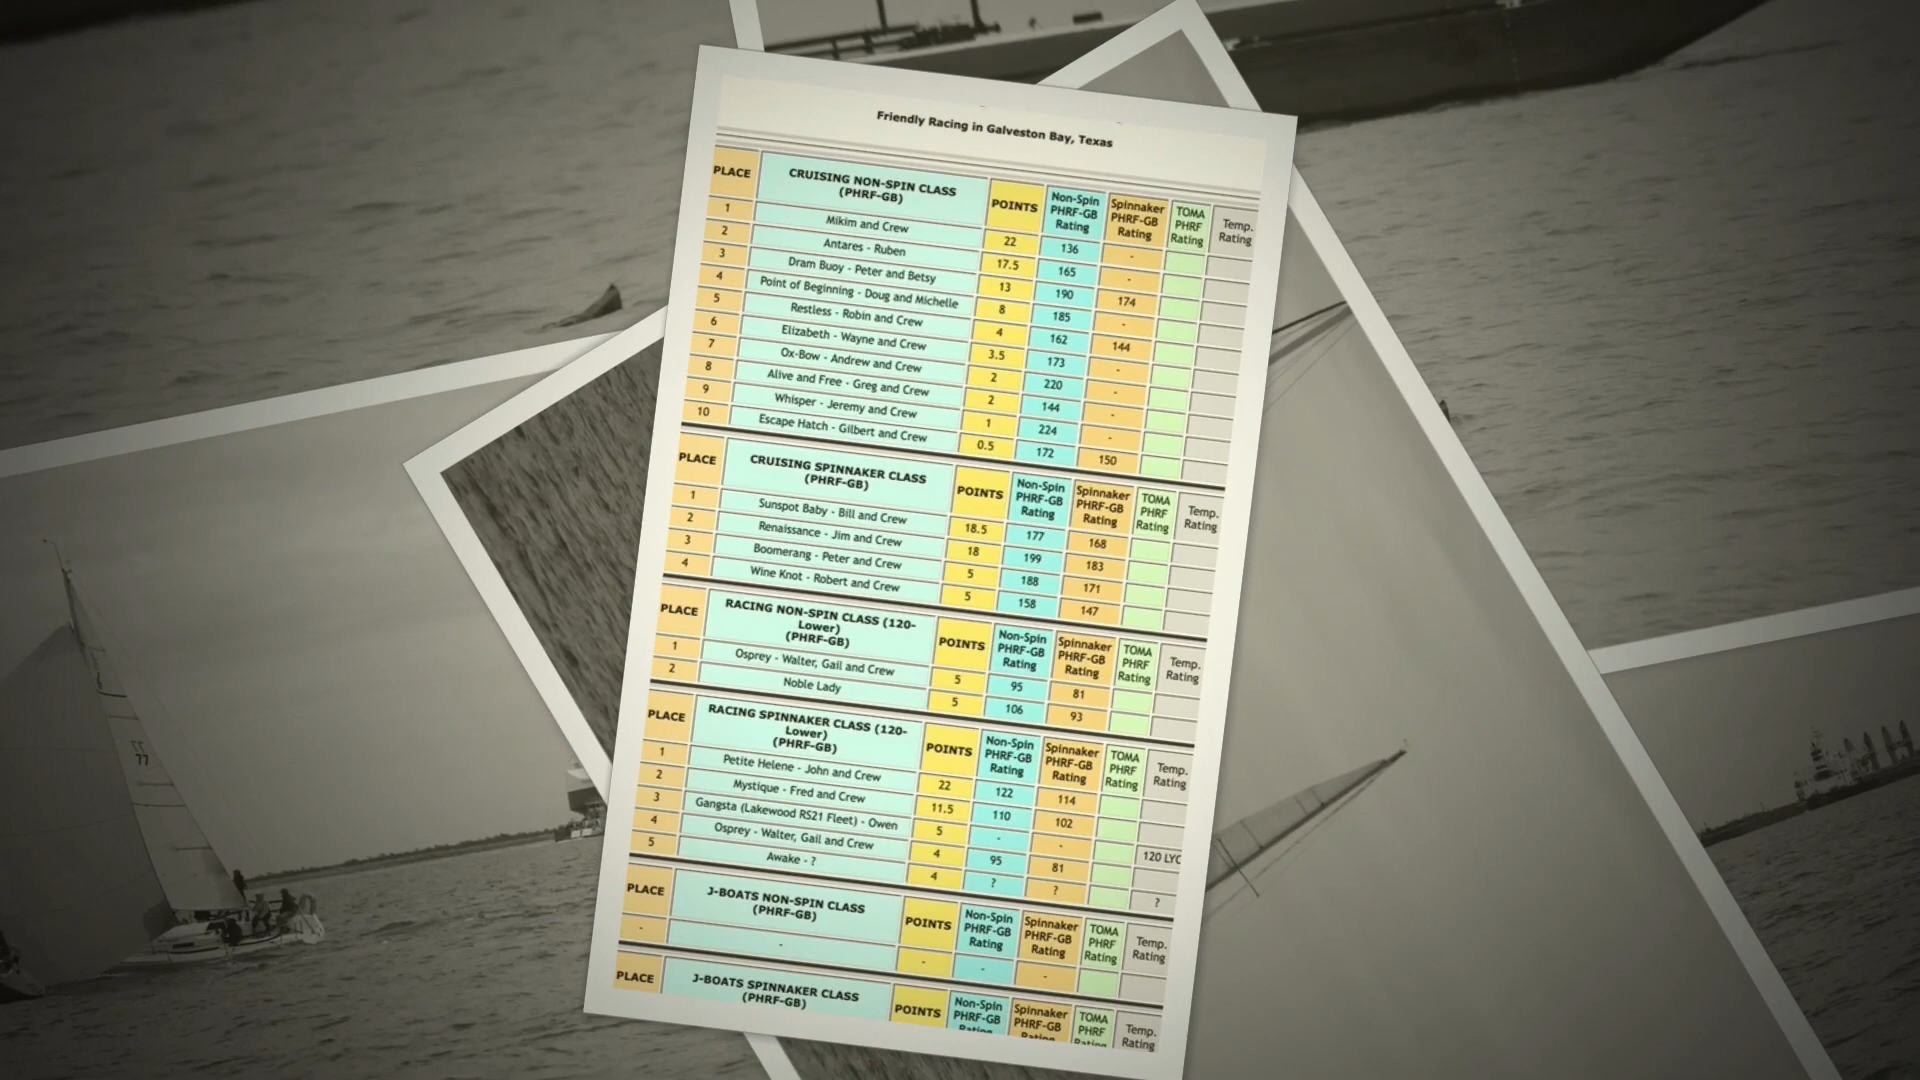 Friendly Racing in Galveston Bay, Texas
PLACE CRUISING NON-SPIN CLASS (PHRF-GB) POINTS Non-Spin PHRF-GB Rating Spinnaker PHRF-GB Rating TOMA PHRF Rating Temp. Rating
1 Mikim and Crew 22 136 -
2 Antares - Ruben 17.5 165 -
3 Dram Buoy - Peter and Betsy 13 190 174
4 Point of Beginning - Doug and Michelle 8 185 -
5 Restless - Robin and Crew 4 162 144
6 Elizabeth - Wayne and Crew 3.5 173 -
7 Ox-Bow - Andrew and Crew 2 220 -
8 Alive and Free - Greg and Crew 2 144 -
9 Whisper - Jeremy and Crew 1 224 -
10 Escape Hatch - Gilbert and Crew 0.5 172 150
PLACE CRUISING SPINNAKER CLASS (PHRF-GB) POINTS Non-Spin PHRF-GB Rating Spinnaker PHRF-GB Rating TOMA PHRF Rating Temp. Rating
1 Sunspot Baby - Bill and Crew 18.5 177 168
2 Renaissance - Jim and Crew 18 199 183
3 Boomerang - Peter and Crew 5 188 171
4 Wine Knot - Robert and Crew 5 158 147
PLACE RACING NON-SPIN CLASS (120-Lower) (PHRF-GB) POINTS Non-Spin PHRF-GB Rating Spinnaker PHRF-GB Rating TOMA PHRF Rating Temp. Rating
1 Osprey - Walter, Gail and Crew 5 95 81
2 Noble Lady 5 106 93
PLACE RACING SPINNAKER CLASS (120-Lower) (PHRF-GB) POINTS Non-Spin PHRF-GB Rating Spinnaker PHRF-GB Rating TOMA PHRF Rating Temp. Rating
1 Petite Helene - John and Crew 22 122 114
2 Mystique - Fred and Crew 11.5 110 102
3 Gangsta (Lakewood RS21 Fleet) - Owen 5 - - 120 LYC
4 Osprey - Walter, Gail and Crew 4 95 81
5 Awake - ? 4 ? ? ?
PLACE J-BOATS NON-SPIN CLASS (PHRF-GB) POINTS Non-Spin PHRF-GB Rating Spinnaker PHRF-GB Rating TOMA PHRF Rating Temp. Rating
- - - - -
PLACE J-BOATS SPINNAKER CLASS (PHRF-GB) POINTS Non-Spin PHRF-GB Rating Spinnaker PHRF-GB Rating TOMA PHRF Rating Temp. Rating
77